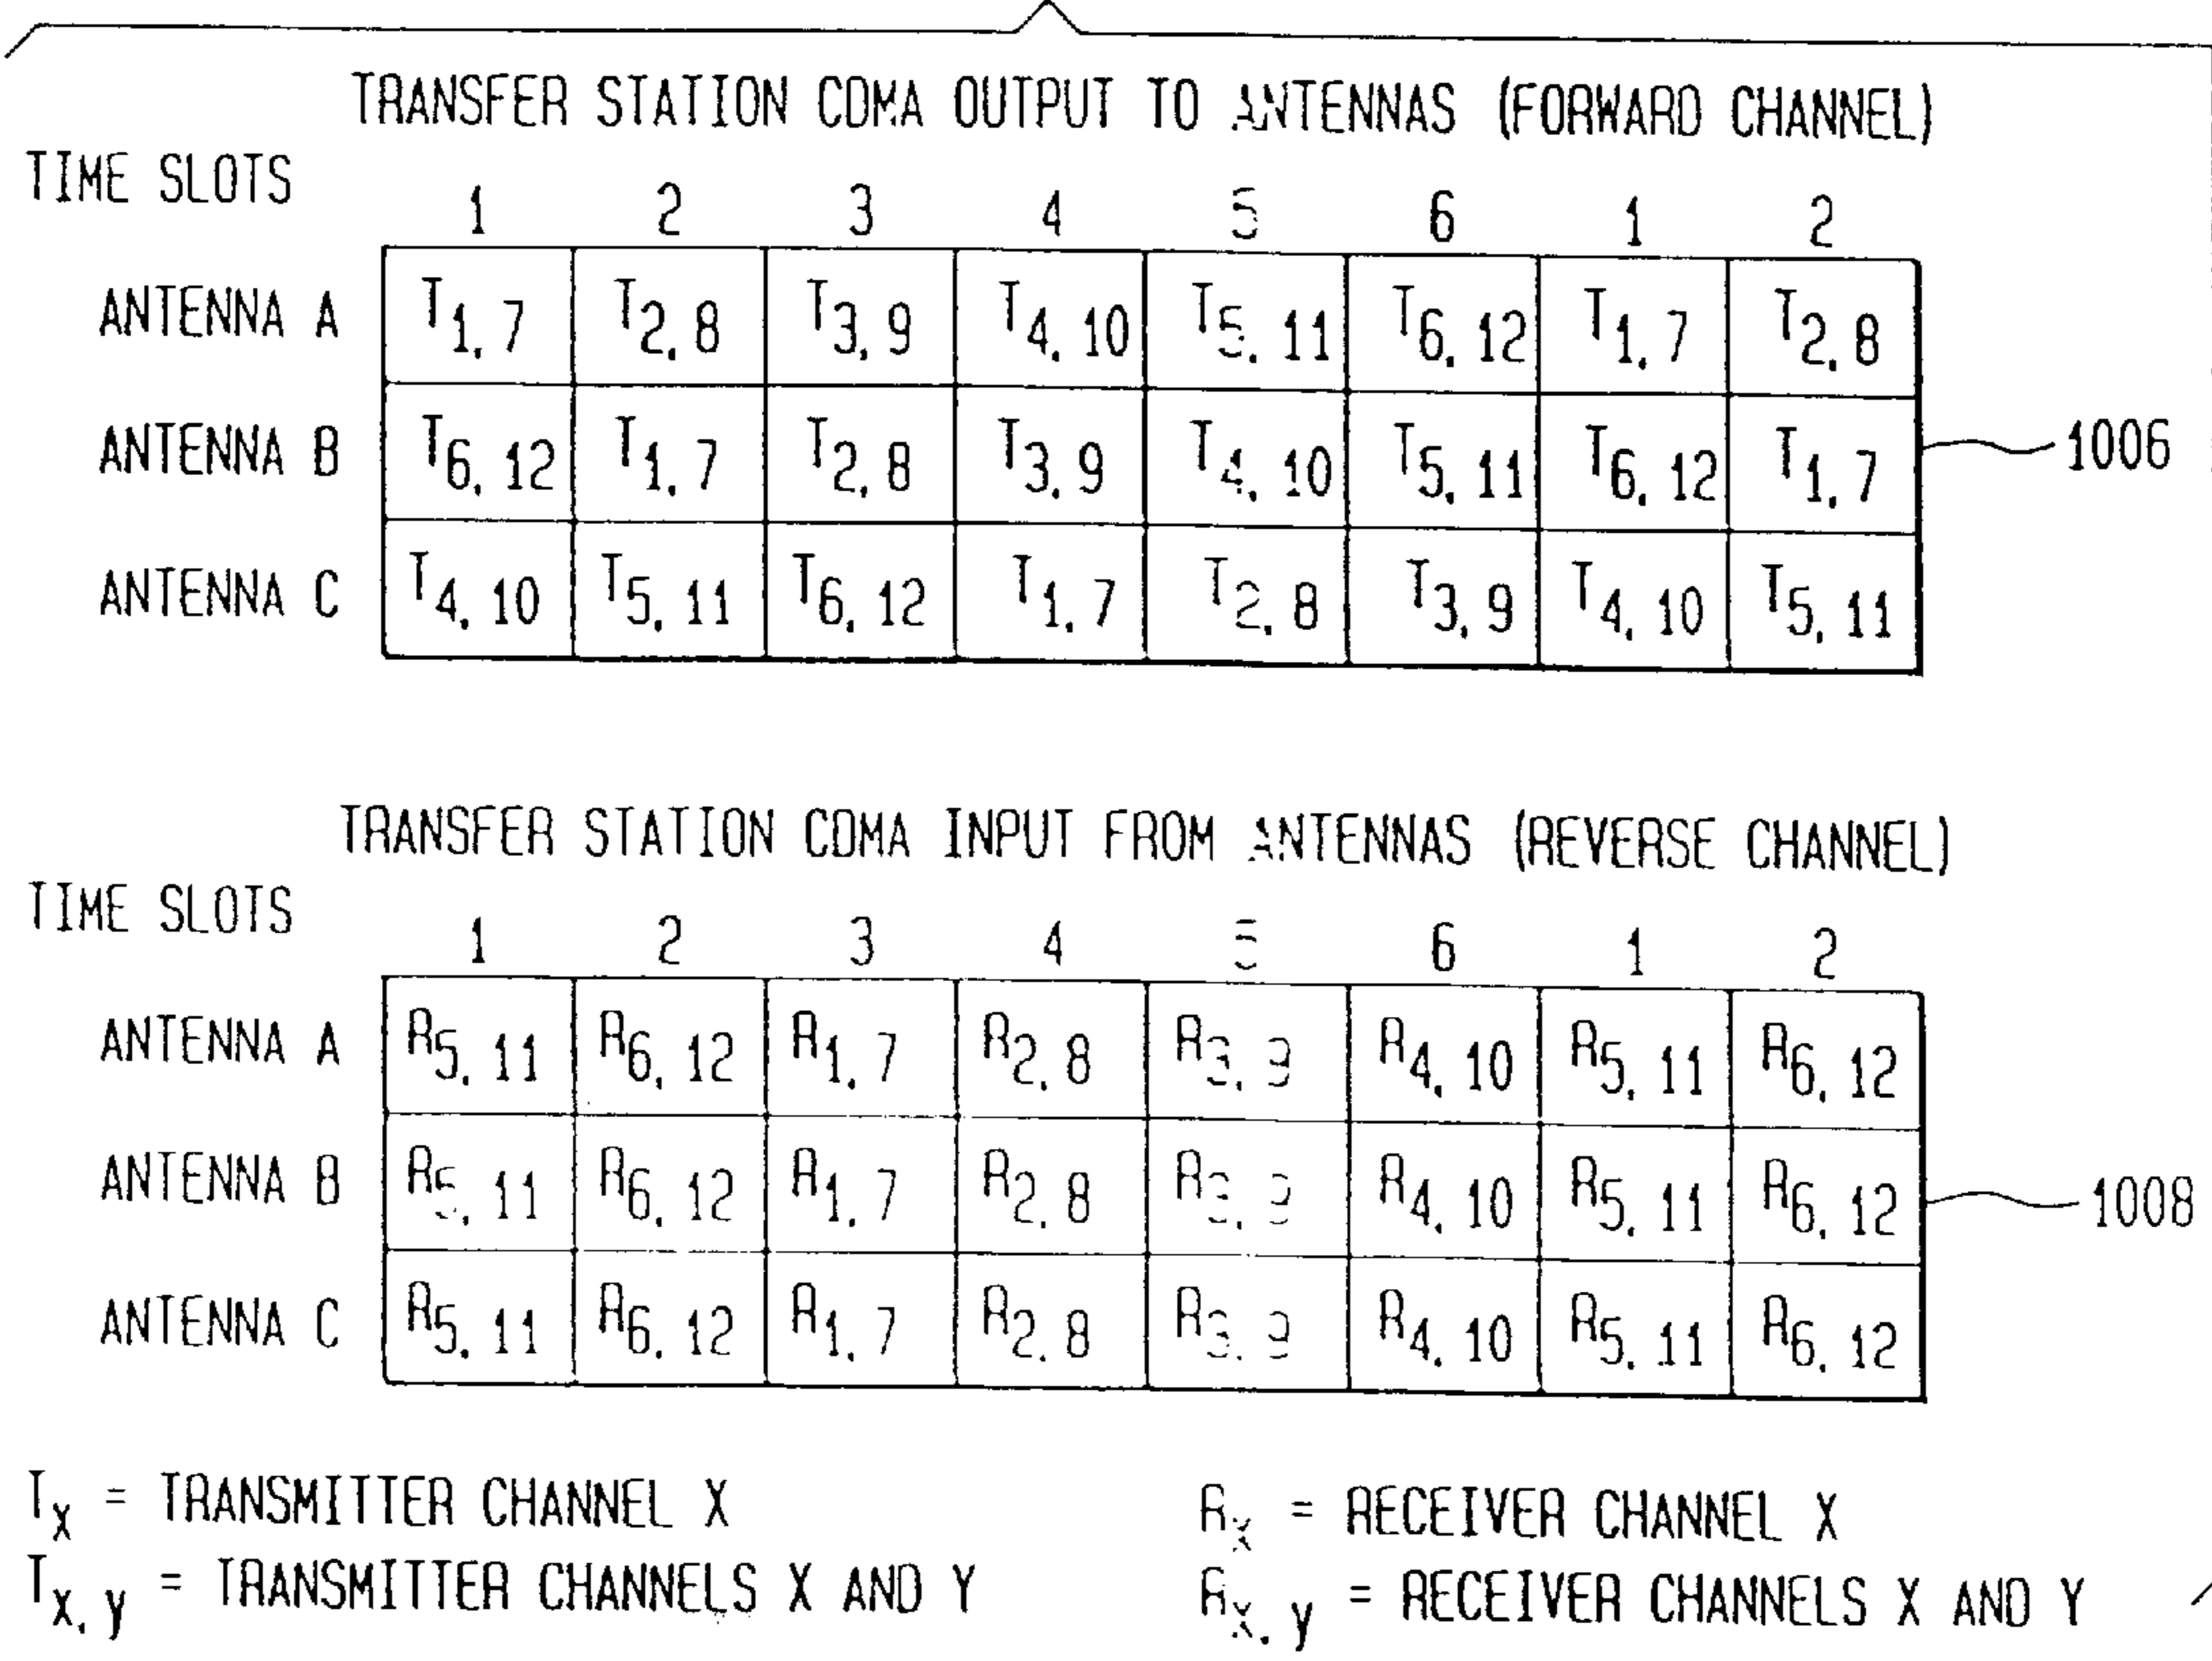 TRANSFER STATION CDMA OUTPUT TO ANTENNAS (FORWARD CHANNEL)
TIME SLOTS
1 2 3 4 5 6 1 2
ANTENNA A T1,7 T2,8 T3,9 T4,10 T5,11 T6,12 T1,7 T2,8
ANTENNA B T6,12 T1,7 T2,8 T3,9 T4,10 T5,11 T6,12 T1,7 1006
ANTENNA C T4,10 T5,11 T6,12 T1,7 T2,8 T3,9 T4,10 T5,11
TRANSFER STATION CDMA INPUT FROM ANTENNAS (REVERSE CHANNEL)
TIME SLOTS
1 2 3 4 5 6 1 2
ANTENNA A R5,11 R6,12 R1,7 R2,8 R3,9 R4,10 R5,11 R6,12
ANTENNA B R5,11 R6,12 R1,7 R2,8 R3,9 R4,10 R5,11 R6,12 1008
ANTENNA C R5,11 R6,12 R1,7 R2,8 R3,9 R4,10 R5,11 R6,12
Tx = TRANSMITTER CHANNEL X Rx = RECEIVER CHANNEL X
Tx,y = TRANSMITTER CHANNELS X AND Y Rx,y = RECEIVER CHANNELS X AND Y